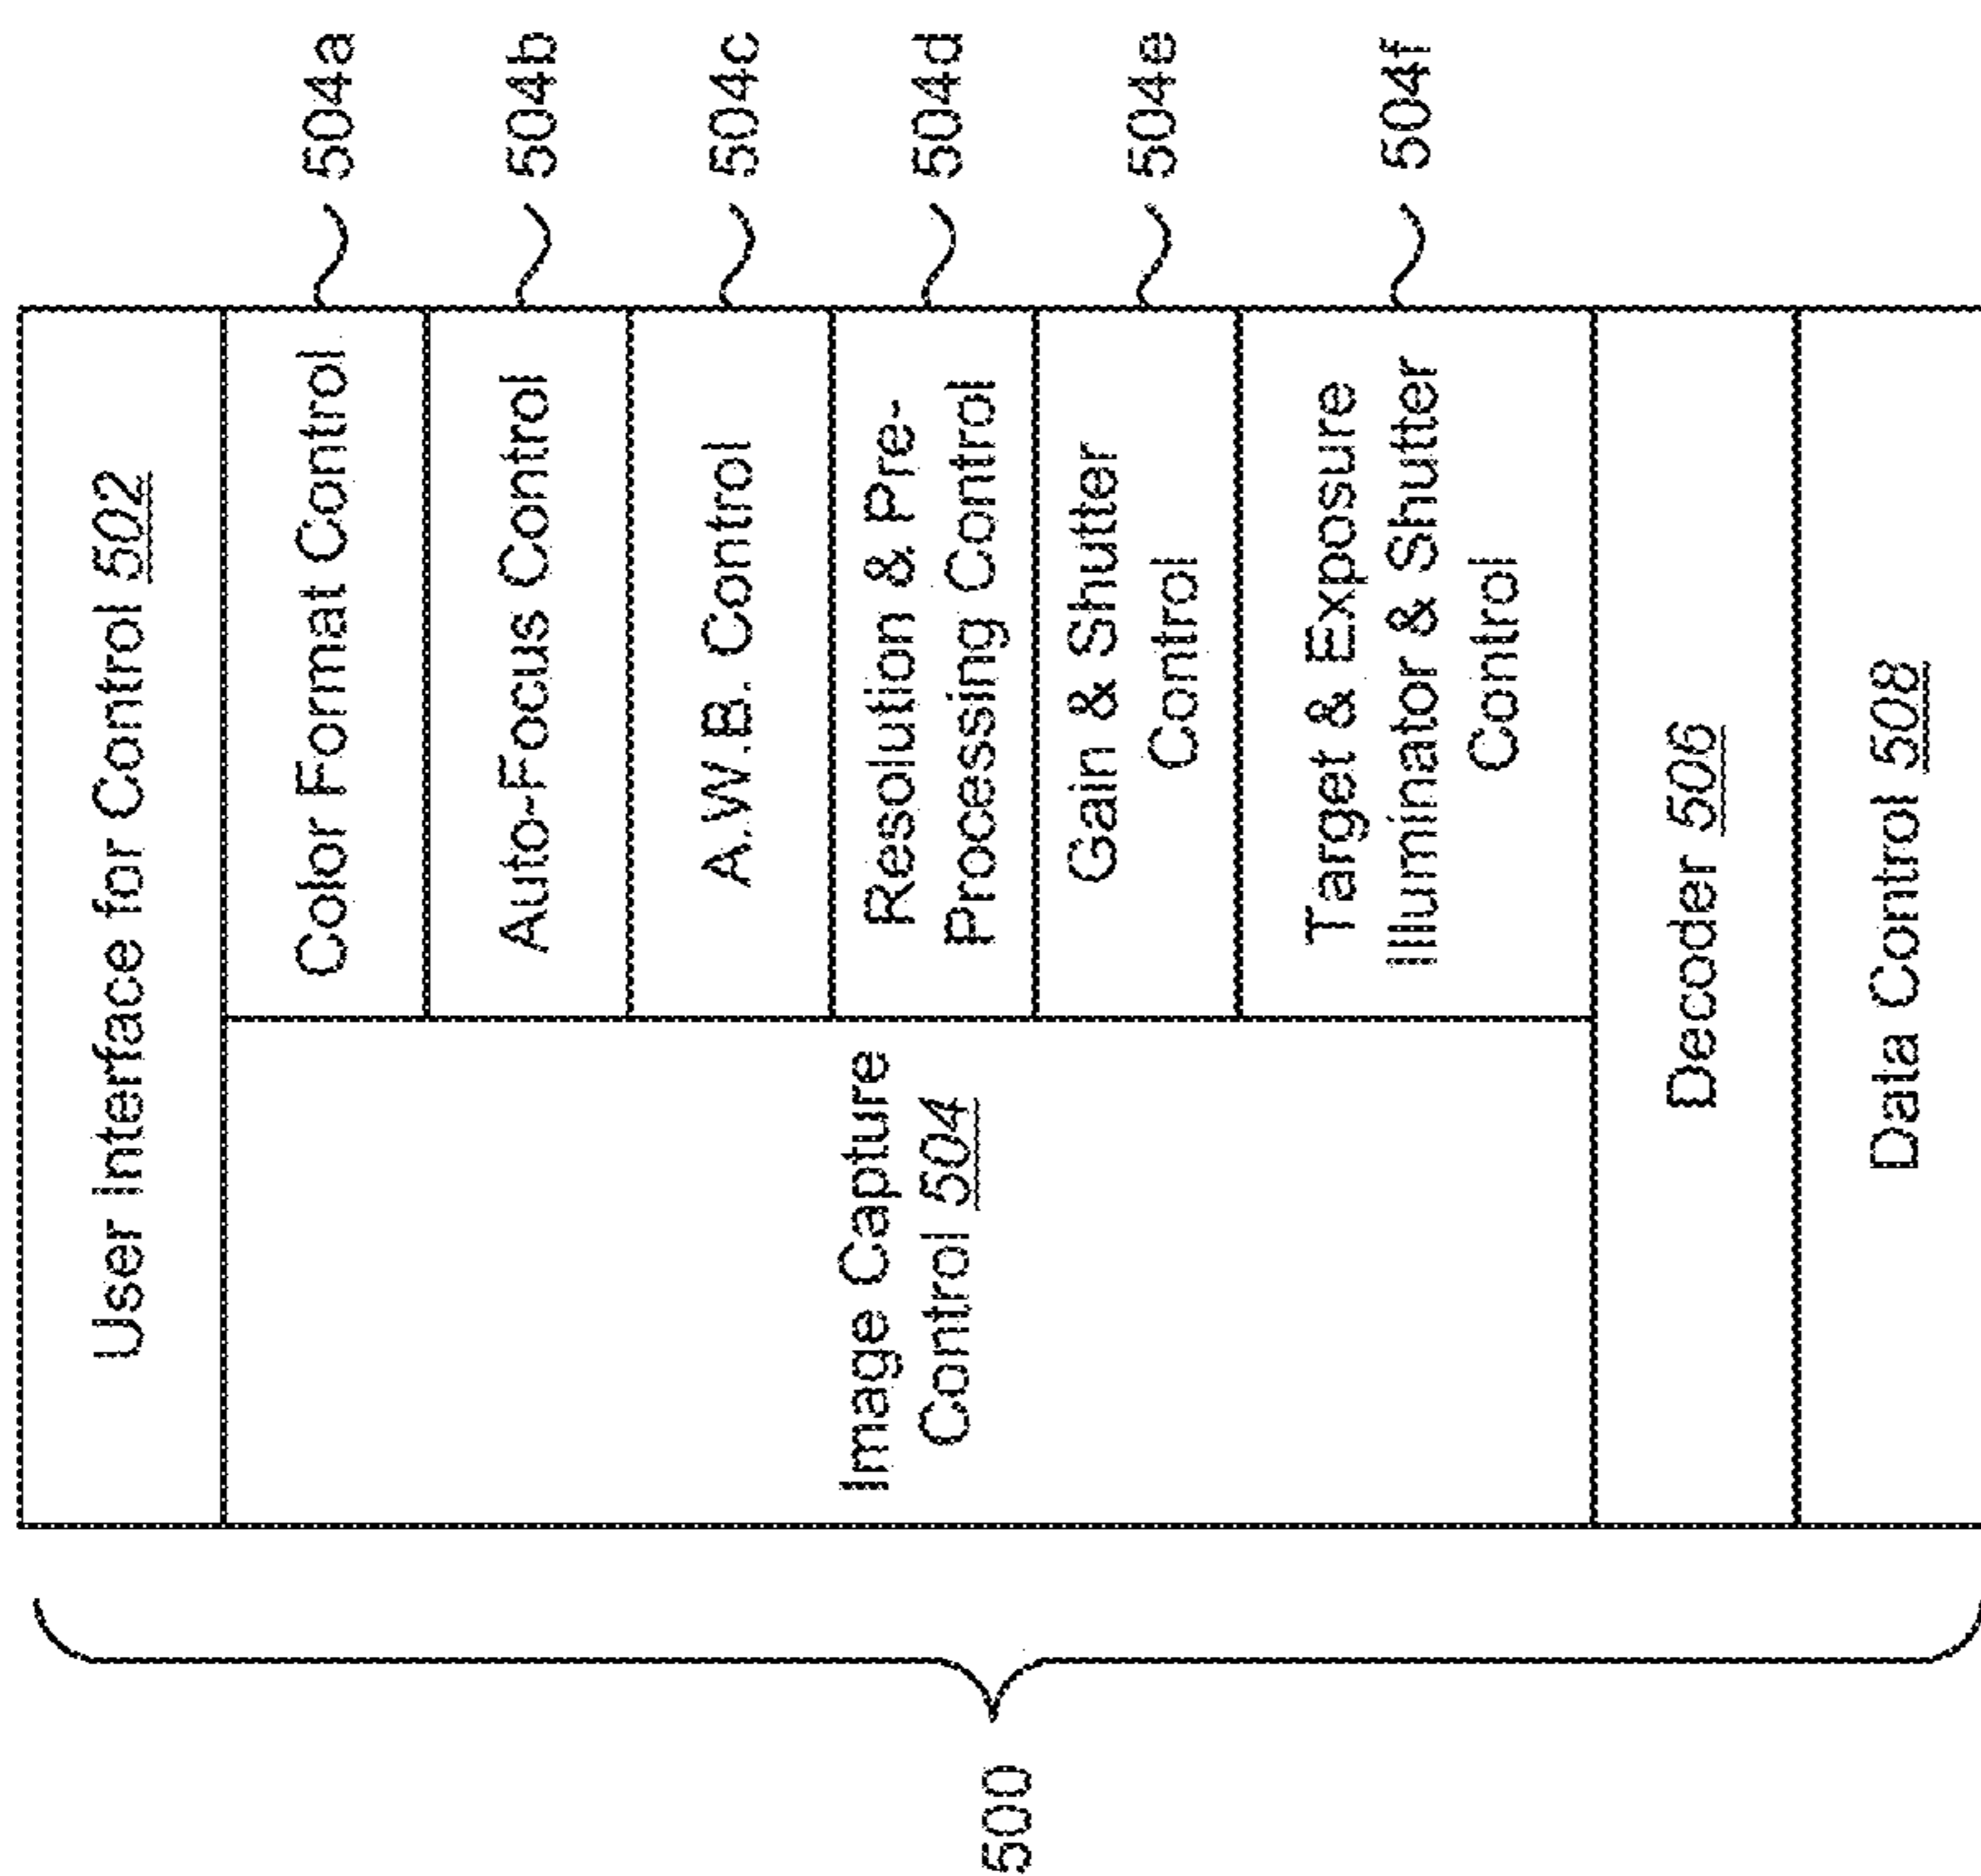 500
User Interface for Control 502
Image Capture
Control 504
Color Format Control
504a
Auto-Focus Control
504b
A.W.B. Control
504c
Resolution & Pre-
Processing Control
504d
Gain & Shutter
Control
504e
Target & Exposure
Illuminator & Shutter
Control
504f
Decoder 506
Data Control 508